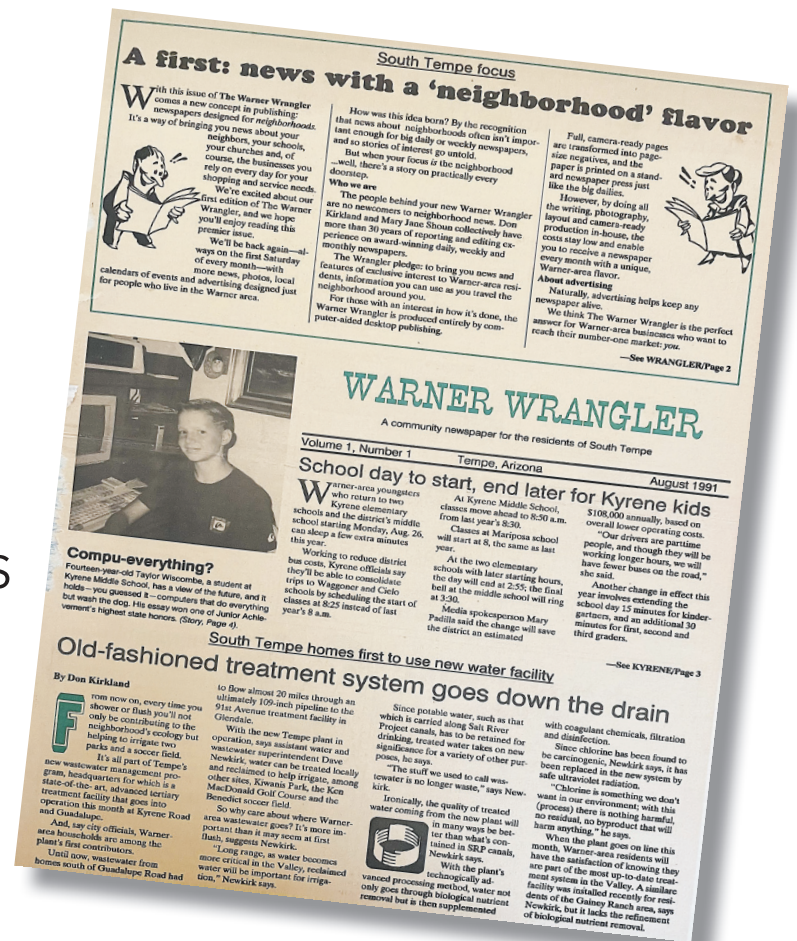 South Tempe focus
A first: news with a ‘neighborhood’ flavor
With this issue of The Warner Wrangler
comes a new concept in publishing:
newspapers designed for neighborhoods.
It's a way of bringing you news about your
neighbors, your schools,
your churches and, of
course, the businesses you
rely on every day for your
shopping and service needs.
We're excited about our
first edition of The Warner
Wrangler, and we hope
you'll enjoy reading this
premier issue.
We'll be back again—al-
ways on the first Saturday
of every month—with
more news, photos, local
calendars of events and advertising designed just
for people who live in the Warner area.
How was this idea born? By the recognition
that news about neighborhoods often isn't impor-
tant enough for big daily or weekly newspapers,
and so stories of interest go untold.
But when your focus is the neighborhood
...well, there's a story on practically every
doorstep.
Who we are
The people behind your new Warner Wrangler
are no newcomers to neighborhood news. Don
Kirkland and Mary Jane Shoun collectively have
more than 30 years of reporting and editing ex-
perience on award-winning daily, weekly and
monthly newspapers.
The Wrangler pledge: to bring you news and
features of exclusive interest to Warner-area resi-
dents, information you can use as you travel the
neighborhood around you.
For those with an interest in how it's done, the
Warner Wrangler is produced entirely by com-
puter-aided desktop publishing.
Full, camera-ready pages
are transformed into page-
size negatives, and the
paper is printed on a stand-
ard newspaper press just
like the big dailies.
However, by doing all
the writing, photography,
layout and camera-ready
production in-house, the
costs stay low and enable
you to receive a newspaper
every month with a unique,
Warner-area flavor.
About advertising
Naturally, advertising helps keep any
newspaper alive.
We think The Warner Wrangler is the perfect
answer for Warner-area businesses who want to
reach their number-one market: you.
—See WRANGLER/Page 2
WARNER WRANGLER
A community newspaper for the residents of South Tempe
Volume 1, Number 1 Tempe, Arizona August 1991
School day to start, end later for Kyrene kids
Warner-area youngsters
who return to two
Kyrene elementary
schools and the district's middle
school starting Monday, Aug. 26,
can sleep a few extra minutes
this year.
Working to reduce district
bus costs, Kyrene officials say
they'll be able to consolidate
trips to Waggoner and Cielo
schools by scheduling the start of
classes at 8:25 instead of last
year's 8 a.m.
At Kyrene Middle School,
classes move ahead to 8:50 a.m.
from last year's 8:30.
Classes at Mariposa school
will start at 8, the same as last
year.
At the two elementary
schools with later starting hours,
the day will end at 2:55; the final
bell at the middle school will ring
at 3:30.
Media spokesperson Mary
Padilla said the change will save
the district an estimated
$108,000 annually, based on
overall lower operating costs.
"Our drivers are partime
people, and though they will be
working longer hours, we will
have fewer buses on the road,"
she said.
Another change in effect this
year involves extending the
school day 15 minutes for kinder-
gartners, and an additional 30
minutes for first, second and
third graders.
—See KYRENE/Page 3
Compu-everything?
Fourteen-year-old Taylor Wiscombe, a student at
Kyrene Middle School, has a view of the future, and it
holds—you guessed it—computers that do everything
but wash the dog. His essay won one of Junior Achie-
vement's highest state honors. (Story, Page 4).
South Tempe homes first to use new water facility
Old-fashioned treatment system goes down the drain
By Don Kirkland
From now on, every time you
shower or flush you'll not
only be contributing to the
neighborhood's ecology but
helping to irrigate two
parks and a soccer field.
It's all part of Tempe's
new wastewater management pro-
gram, headquarters for which is a
state-of-the- art, advanced tertiary
treatment facility that goes into
operation this month at Kyrene Road
and Guadalupe.
And, say city officials, Warner-
area households are among the
plant's first contributors.
Until now, wastewater from
homes south of Guadalupe Road had
to flow almost 20 miles through an
ultimately 109-inch pipeline to the
91st Avenue treatment facility in
Glendale.
With the new Tempe plant in
operation, says assistant water and
wastewater superintendent Dave
Newkirk, water can be treated locally
and reclaimed to help irrigate, among
other sites, Kiwanis Park, the Ken
MacDonald Golf Course and the
Benedict soccer field.
So why care about where Warner-
area wastewater goes? It's more im-
portant than it may seem at first
flush, suggests Newkirk.
"Long range, as water becomes
more critical in the Valley, reclaimed
water will be important for irriga-
tion," Newkirk says.
Since potable water, such as that
which is carried along Salt River
Project canals, has to be retained for
drinking, treated water takes on new
significance for a variety of other pur-
poses, he says.
"The stuff we used to call was-
tewater is no longer waste," says New-
kirk.
Ironically, the quality of treated
water coming from the new plant will
in many ways be bet-
ter than what's con-
tained in SRP canals,
Newkirk says.
With the plant's
technogically ad-
vanced processing method, water not
only goes through biological nutrient
removal but is then supplemented
with coagulant chemicals, filtration
and disinfection.
Since chlorine has been found to
be carcinogenic, Newkirk says, it has
been replaced in the new system by
safe ultraviolet radiation.
"Chlorine is something we don't
want in our environment; with this
(process) there is nothing harmful,
no residual, no byproduct that will
harm anything," he says.
When the plant goes on line this
month, Warner-area residents will
have the satisfaction of knowing they
are part of the most up-to-date treat-
ment system in the Valley. A similare
facility was installed recently for resi-
dents of the Gainey Ranch area, says
Newkirk, but it lacks the refinement
of biological nutrient removal.
S